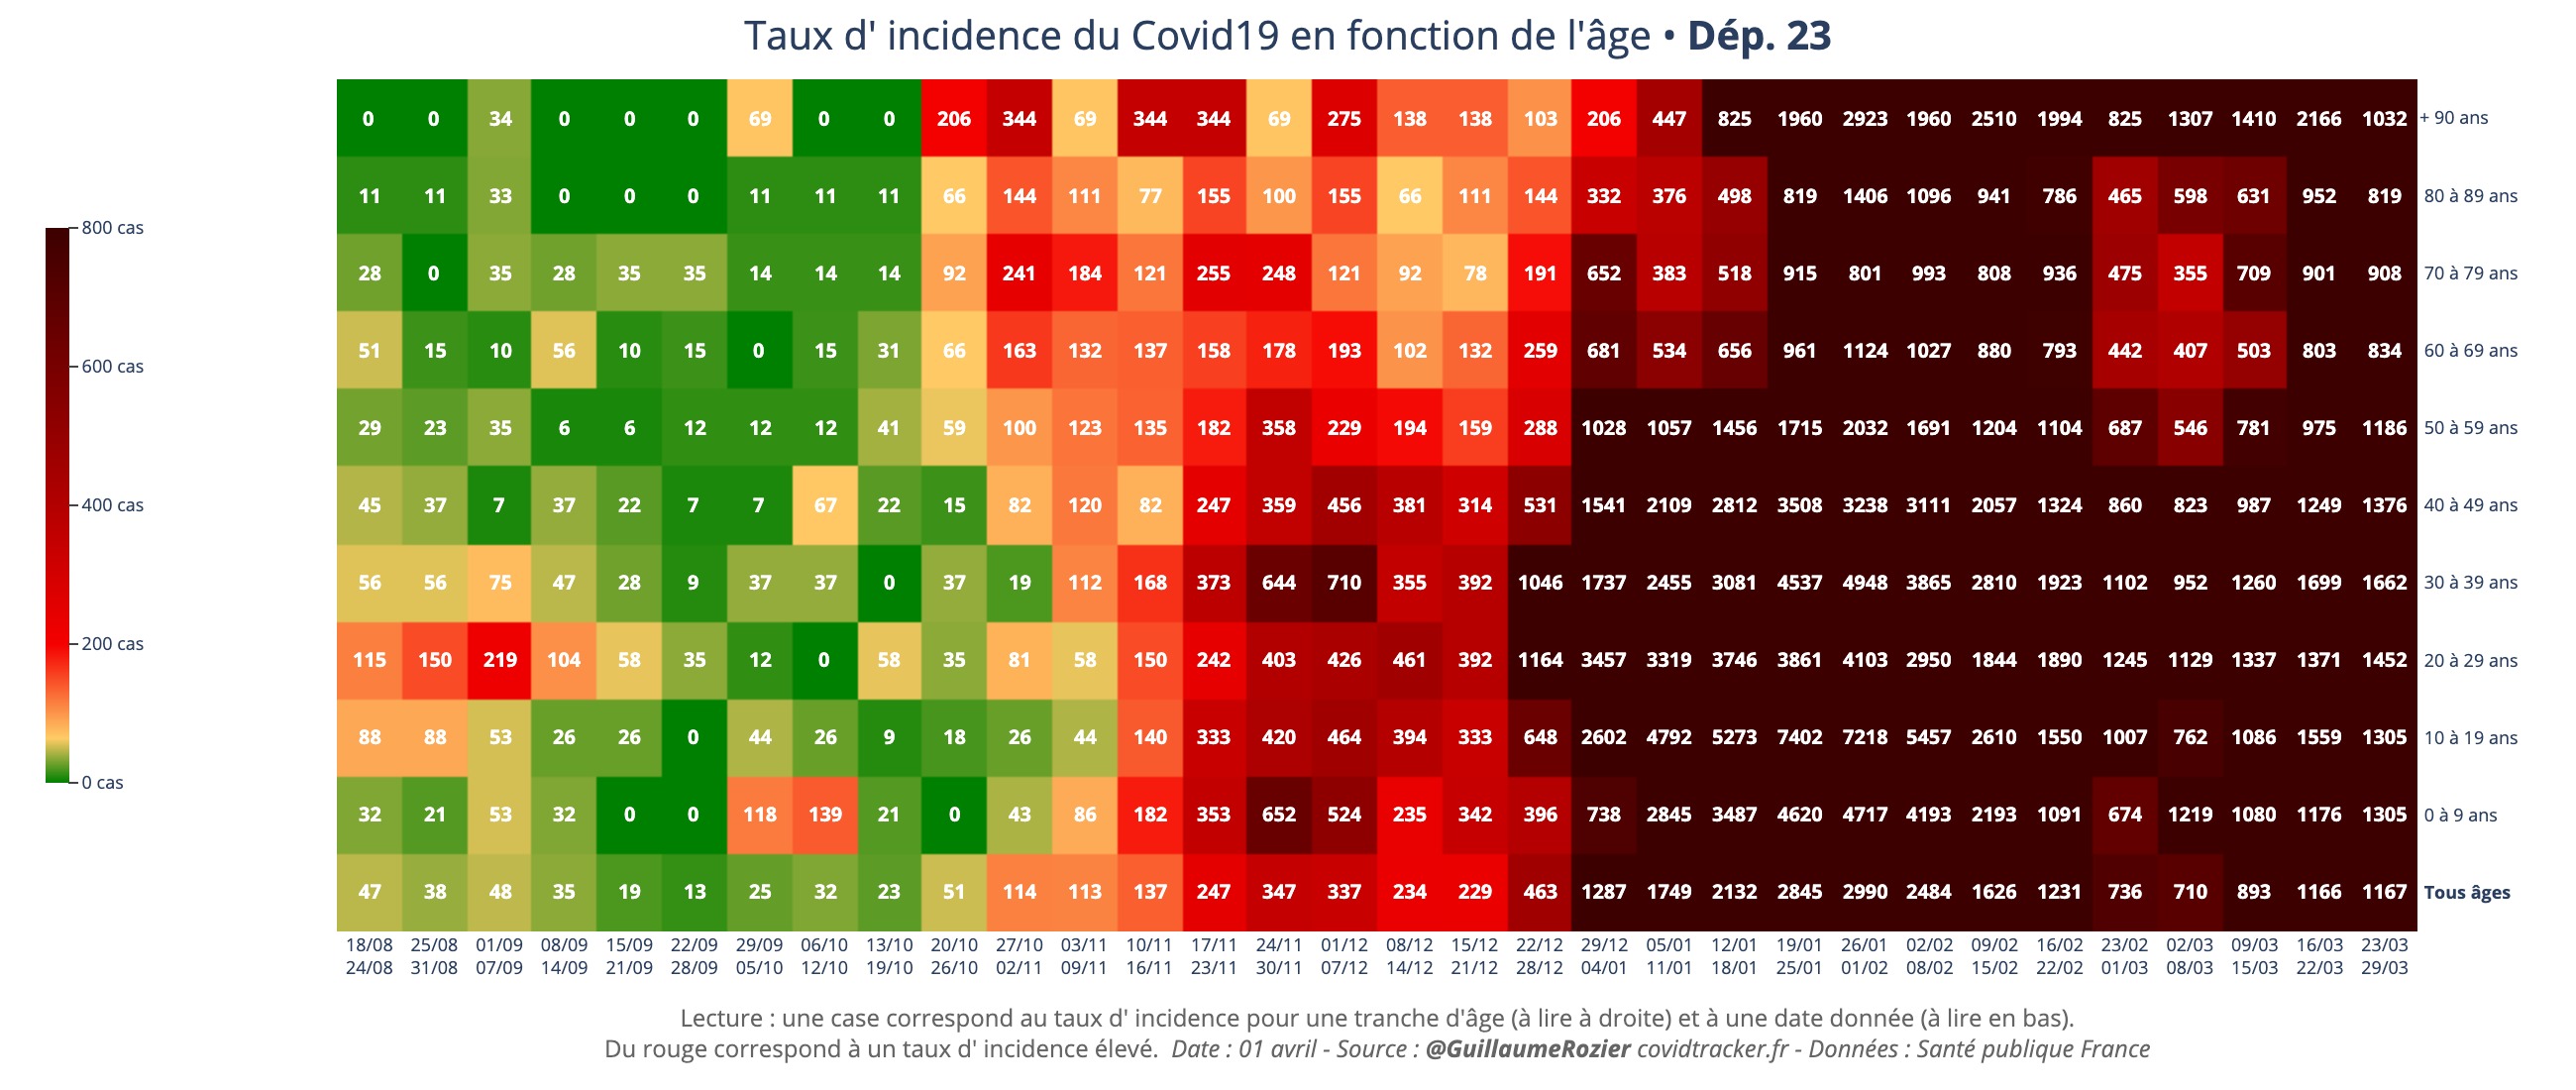 Taux d' incidence du Covid19 en fonction de l'âge • Dép. 23
800 cas
600 cas
400 cas
200 cas
0 cas
0 0 34 0 0 0 69 0 0 206 344 69 344 344 69 275 138 138 103 206 447 825 1960 2923 1960 2510 1994 825 1307 1410 2166 1032 + 90 ans
11 11 33 0 0 0 11 11 11 66 144 111 77 155 100 155 66 111 144 332 376 498 819 1406 1096 941 786 465 598 631 952 819 80 à 89 ans
28 0 35 28 35 35 14 14 14 92 241 184 121 255 248 121 92 78 191 652 383 518 915 801 993 808 936 475 355 709 901 908 70 à 79 ans
51 15 10 56 10 15 0 15 31 66 163 132 137 158 178 193 102 132 259 681 534 656 961 1124 1027 880 793 442 407 503 803 834 60 à 69 ans
29 23 35 6 6 12 12 12 41 59 100 123 135 182 358 229 194 159 288 1028 1057 1456 1715 2032 1691 1204 1104 687 546 781 975 1186 50 à 59 ans
45 37 7 37 22 7 7 67 22 15 82 120 82 247 359 456 381 314 531 1541 2109 2812 3508 3238 3111 2057 1324 860 823 987 1249 1376 40 à 49 ans
56 56 75 47 28 9 37 37 0 37 19 112 168 373 644 710 355 392 1046 1737 2455 3081 4537 4948 3865 2810 1923 1102 952 1260 1699 1662 30 à 39 ans
115 150 219 104 58 35 12 0 58 35 81 58 150 242 403 426 461 392 1164 3457 3319 3746 3861 4103 2950 1844 1890 1245 1129 1337 1371 1452 20 à 29 ans
88 88 53 26 26 0 44 26 9 18 26 44 140 333 420 464 394 333 648 2602 4792 5273 7402 7218 5457 2610 1550 1007 762 1086 1559 1305 10 à 19 ans
32 21 53 32 0 0 118 139 21 0 43 86 182 353 652 524 235 342 396 738 2845 3487 4620 4717 4193 2193 1091 674 1219 1080 1176 1305 0 à 9 ans
47 38 48 35 19 13 25 32 23 51 114 113 137 247 347 337 234 229 463 1287 1749 2132 2845 2990 2484 1626 1231 736 710 893 1166 1167 Tous âges
18/08 25/08 01/09 08/09 15/09 22/09 29/09 06/10 13/10 20/10 27/10 03/11 10/11 17/11 24/11 01/12 08/12 15/12 22/12 29/12 05/01 12/01 19/01 26/01 02/02 09/02 16/02 23/02 02/03 09/03 16/03 23/03
24/08 31/08 07/09 14/09 21/09 28/09 05/10 12/10 19/10 26/10 02/11 09/11 16/11 23/11 30/11 07/12 14/12 21/12 28/12 04/01 11/01 18/01 25/01 01/02 08/02 15/02 22/02 01/03 08/03 15/03 22/03 29/03
Lecture : une case correspond au taux d' incidence pour une tranche d'âge (à lire à droite) et à une date donnée (à lire en bas).
Du rouge correspond à un taux d' incidence élevé. Date : 01 avril - Source : @GuillaumeRozier covidtracker.fr - Données : Santé publique France